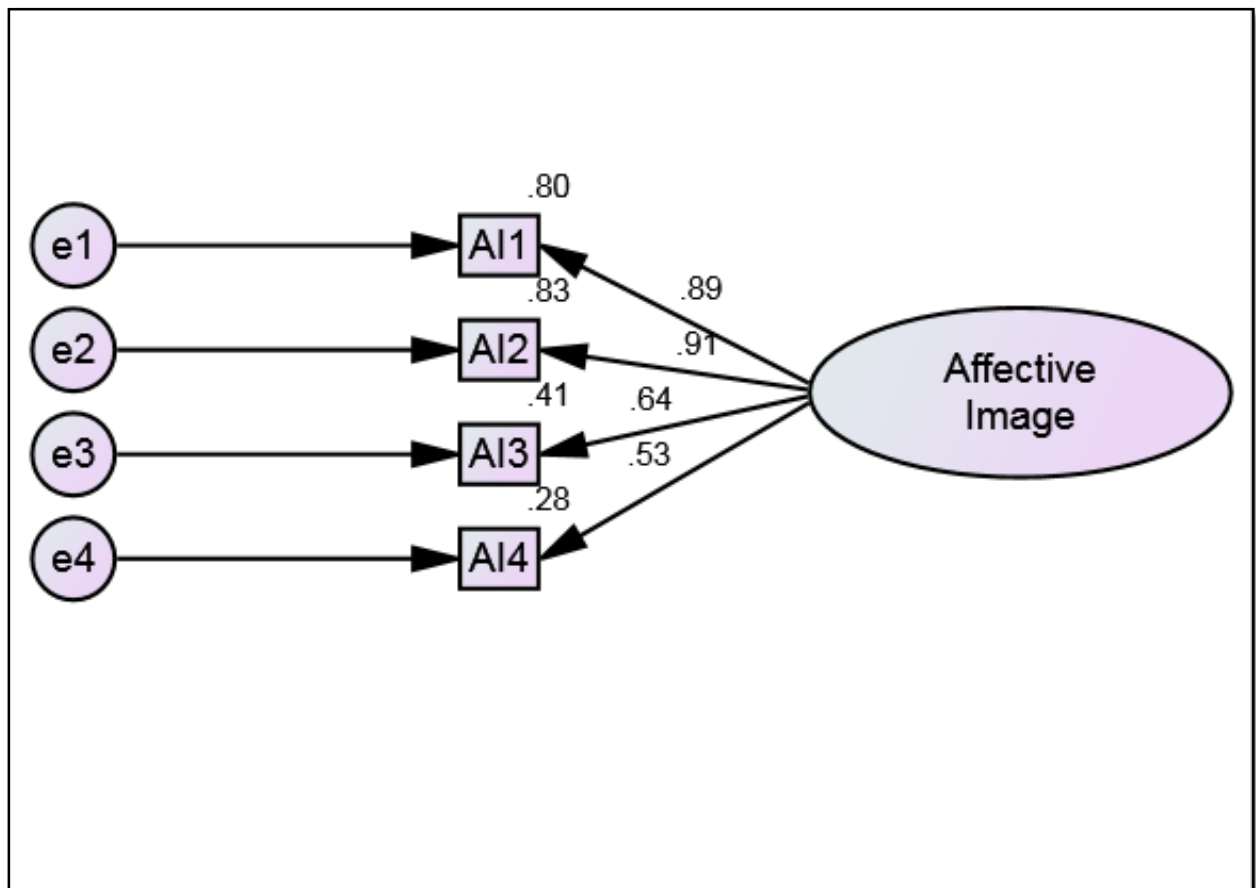 .80
e1
AI1
.89
.83
e2
AI2
.91
.41
.64
e3
AI3
.53
.28
e4
AI4
Affective
Image